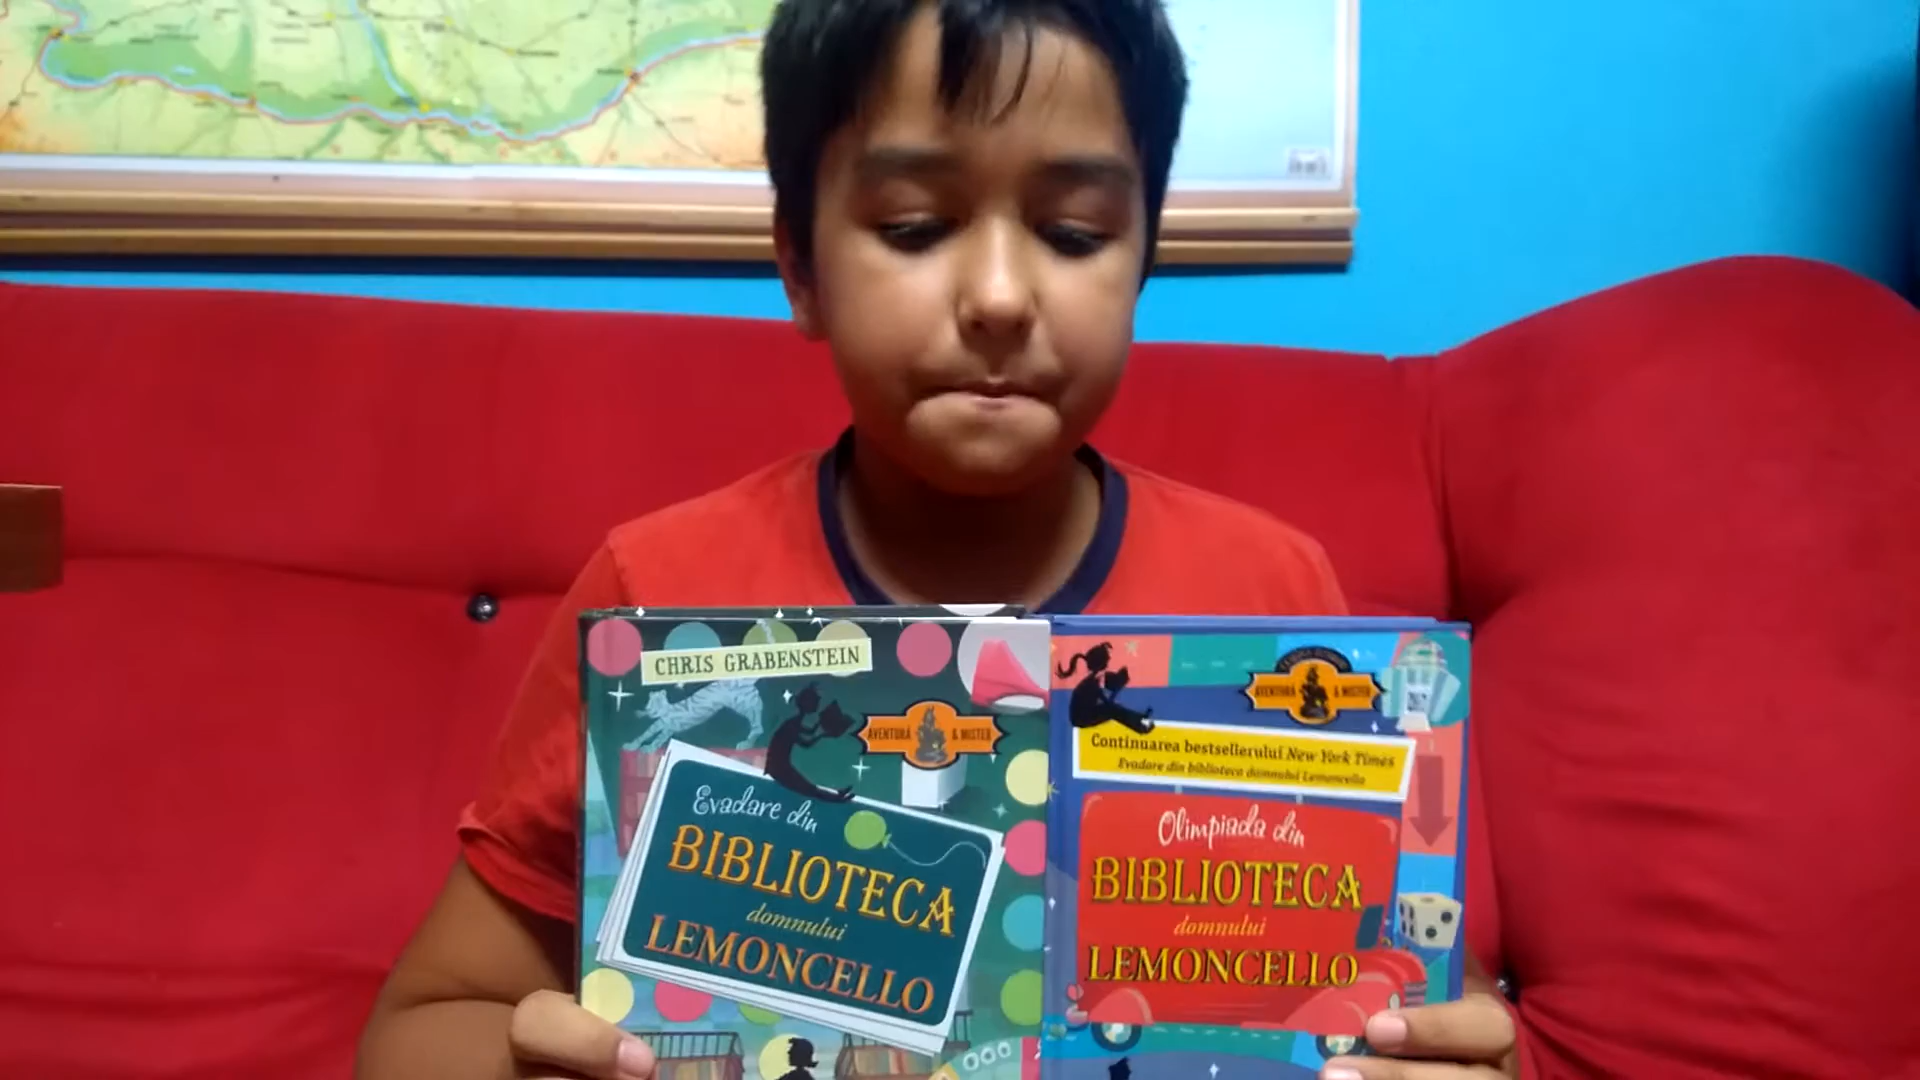 CHRIS GRABENSTEIN
AVENTURĂ & MISTER
Evadare din
BIBLIOTECA
domnului
LEMONCELLO
AVENTURĂ & MISTER
Continuarea bestsellerului New York Times
Evadare din biblioteca domnului Lemoncello
Olimpiada din
BIBLIOTECA
domnului
LEMONCELLO